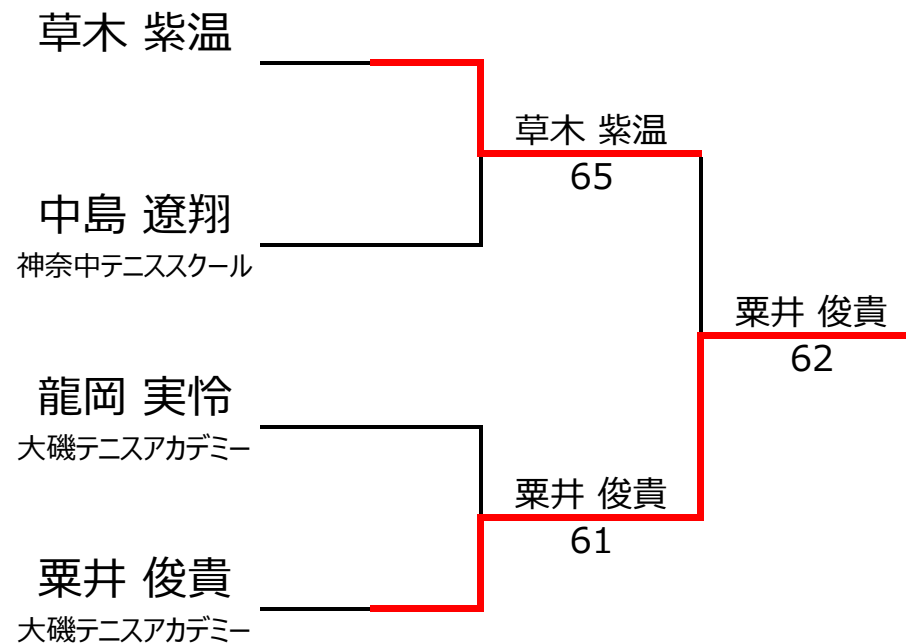 草木 紫温
草木 紫温
65
中島 遼翔
神奈中テニススクール
粟井 俊貴
62
龍岡 実怜
大磯テニスアカデミー
粟井 俊貴
61
粟井 俊貴
大磯テニスアカデミー